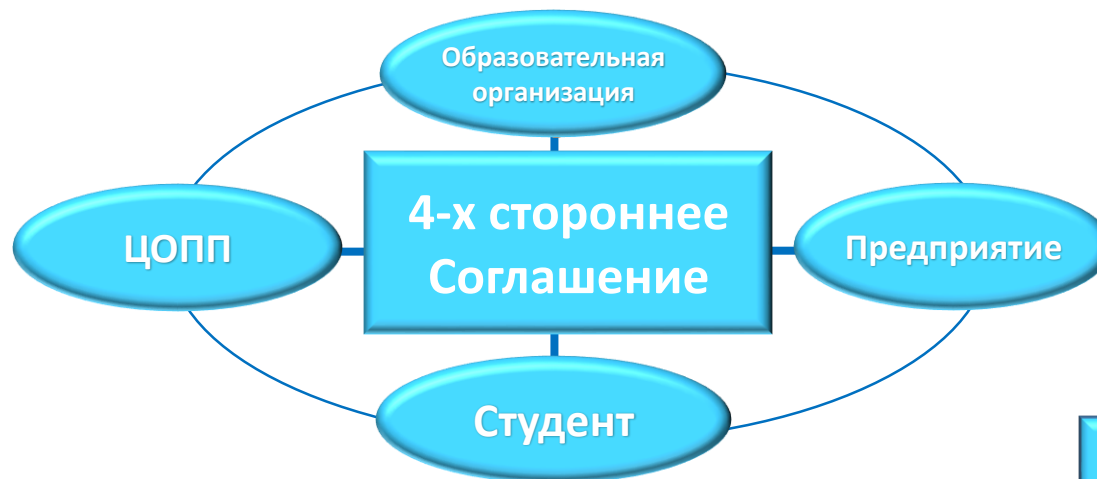 Образовательная
организация
4-х стороннее
Соглашение
ЦОПП
Предприятие
Студент